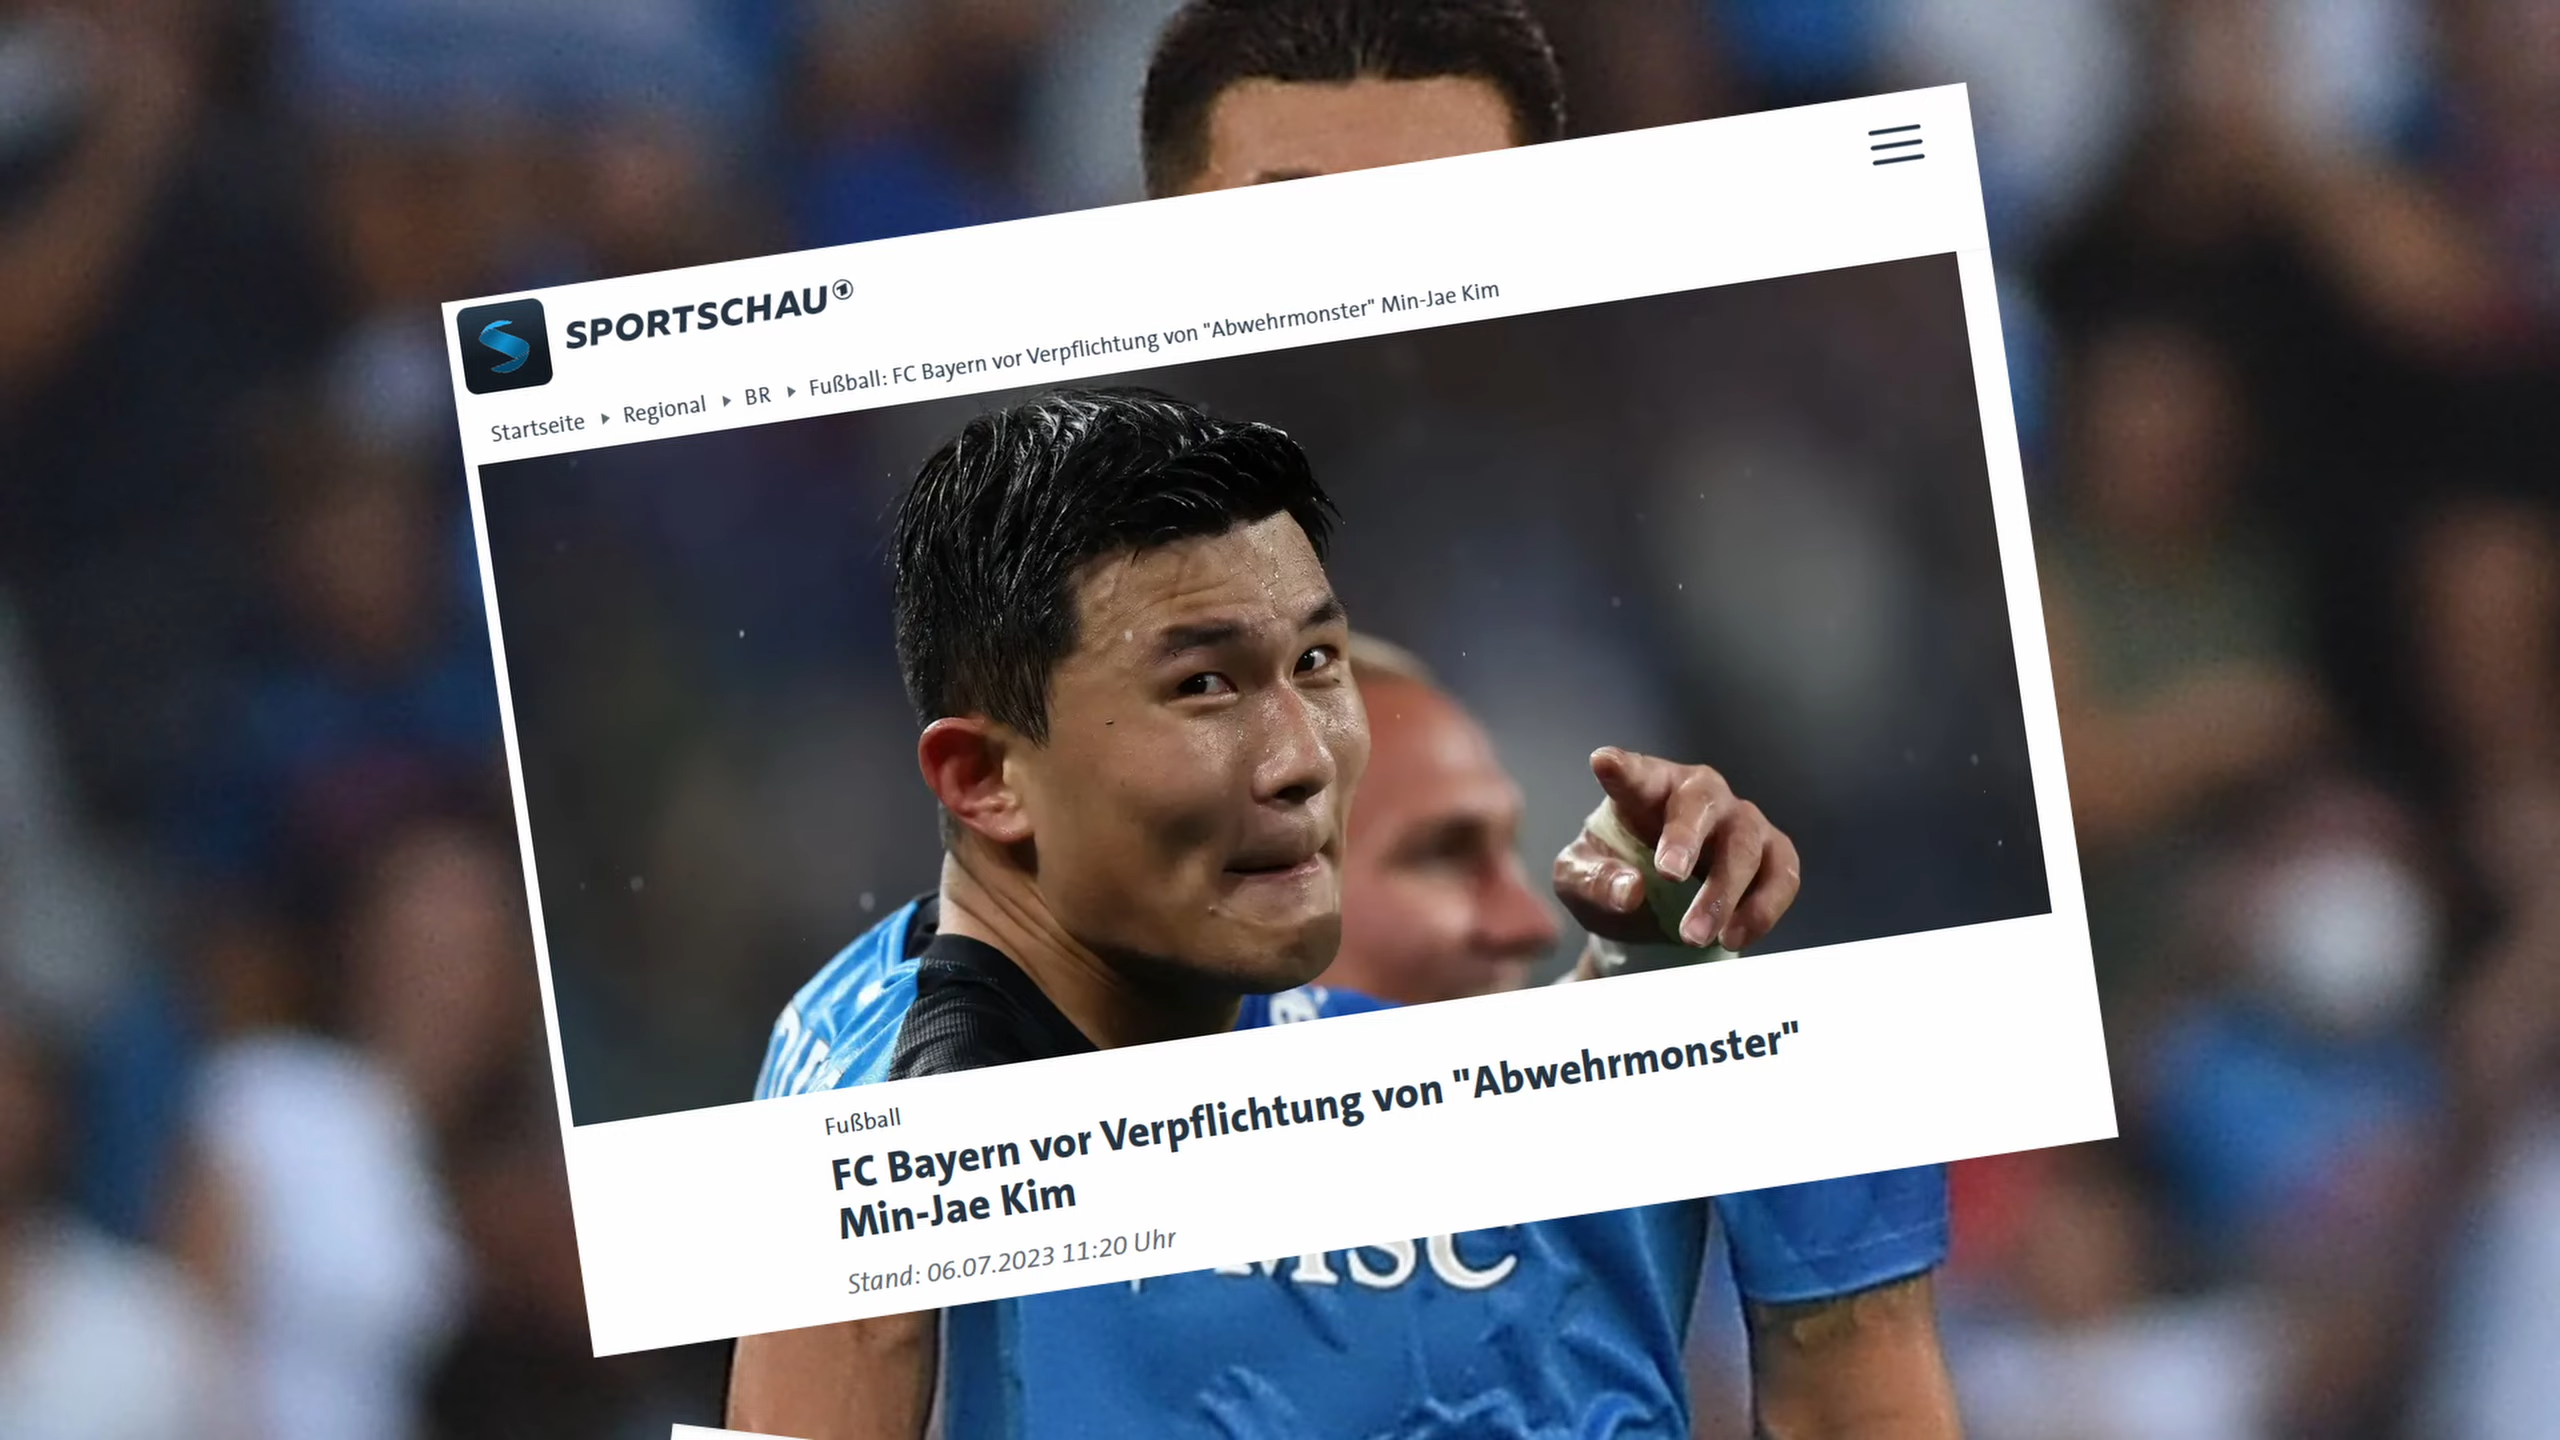 SPORTSCHAU
Startseite Regional BR Fußball: FC Bayern vor Verpflichtung von "Abwehrmonster" Min-Jae Kim
Fußball
FC Bayern vor Verpflichtung von "Abwehrmonster"
Min-Jae Kim
Stand: 06.07.2023 11:20 Uhr
MSC